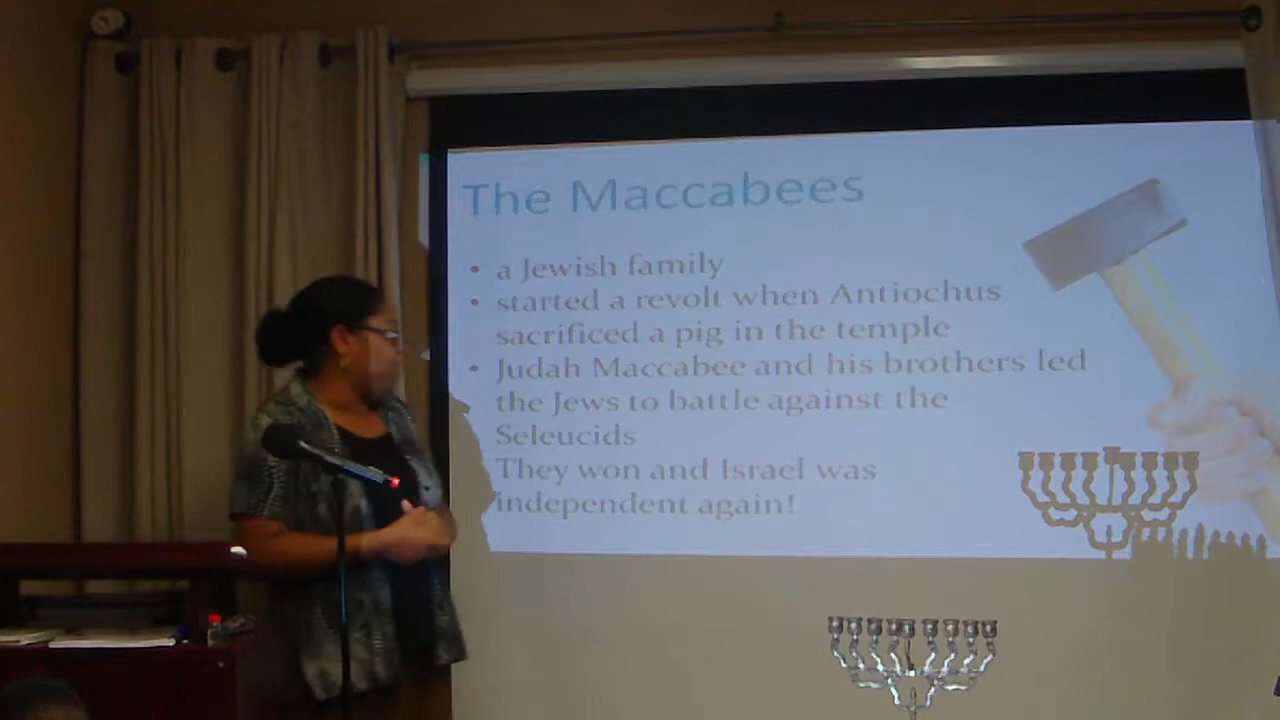 The Maccabees
• a Jewish family
• started a revolt when Antiochus
sacrificed a pig in the temple
• Judah Maccabee and his brothers led
the Jews to battle against the
Seleucids
They won and Israel was
independent again!